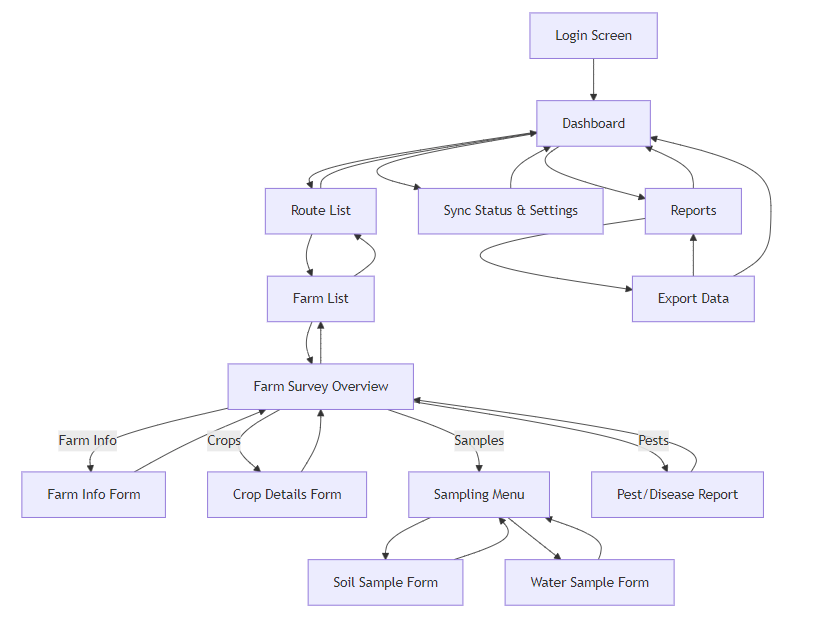 Login Screen
Dashboard
Route List
Sync Status & Settings
Reports
Farm List
Export Data
Farm Survey Overview
Farm Info
Crops
Samples
Pests
Farm Info Form
Crop Details Form
Sampling Menu
Pest/Disease Report
Soil Sample Form
Water Sample Form